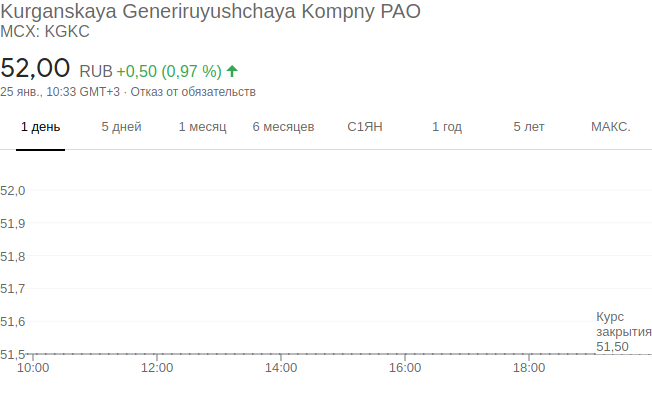 Kurganskaya Generiruyushchaya Kompny PAO
MCX: KGKC
52,00 RUB +0,50 (0,97 %)
25 янв., 10:33 GMT+3 · Отказ от обязательств
1 день 5 дней 1 месяц 6 месяцев С1ЯН 1 год 5 лет МАКС.
52,0
51,9
51,8
51,7
51,6
Курс
закрытия
51,50
51,5
10:00 12:00 14:00 16:00 18:00